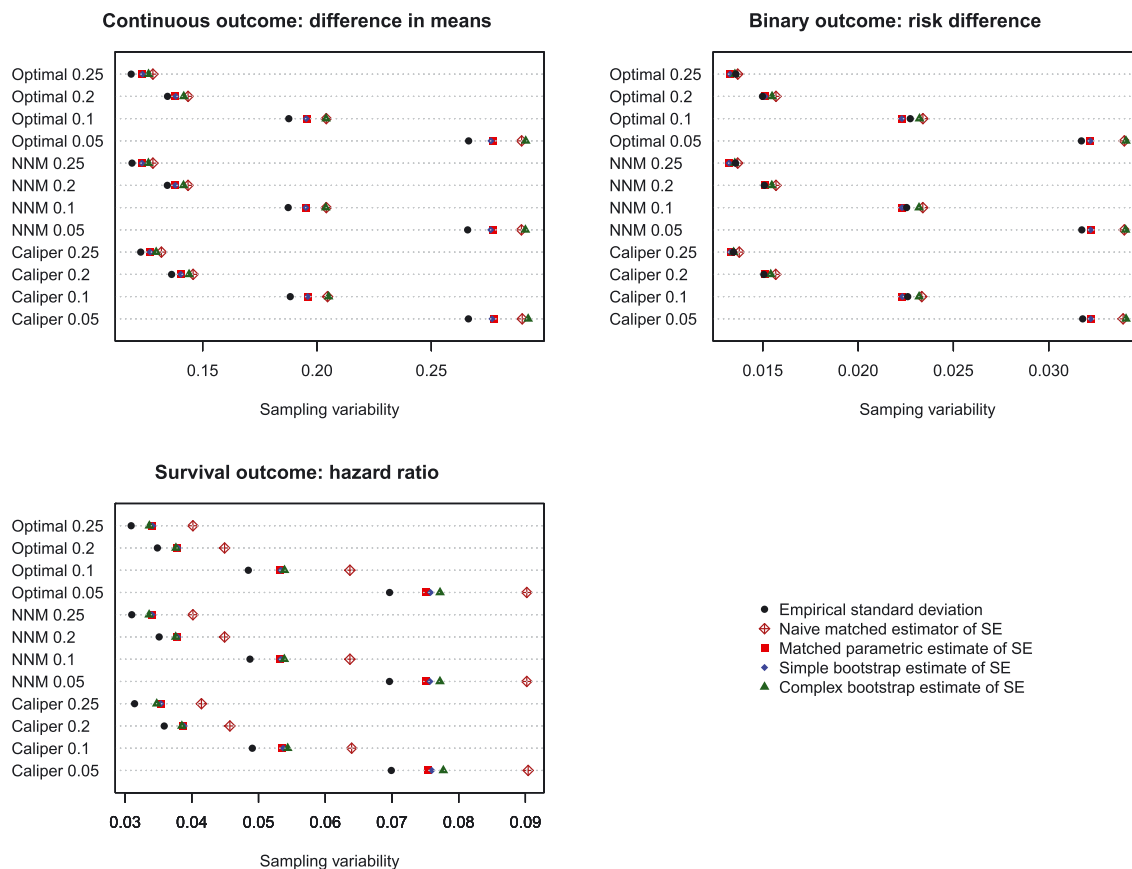 Continuous outcome: difference in means
Optimal 0.25
Optimal 0.2
Optimal 0.1
Optimal 0.05
NNM 0.25
NNM 0.2
NNM 0.1
NNM 0.05
Caliper 0.25
Caliper 0.2
Caliper 0.1
Caliper 0.05
0.15 0.20 0.25
Sampling variability
Binary outcome: risk difference
Optimal 0.25
Optimal 0.2
Optimal 0.1
Optimal 0.05
NNM 0.25
NNM 0.2
NNM 0.1
NNM 0.05
Caliper 0.25
Caliper 0.2
Caliper 0.1
Caliper 0.05
0.015 0.020 0.025 0.030
Samping variability
Survival outcome: hazard ratio
Optimal 0.25
Optimal 0.2
Optimal 0.1
Optimal 0.05
NNM 0.25
NNM 0.2
NNM 0.1
NNM 0.05
Caliper 0.25
Caliper 0.2
Caliper 0.1
Caliper 0.05
0.03 0.04 0.05 0.06 0.07 0.08 0.09
Sampling variability
Empirical standard deviation
Naive matched estimator of SE
Matched parametric estimate of SE
Simple bootstrap estimate of SE
Complex bootstrap estimate of SE